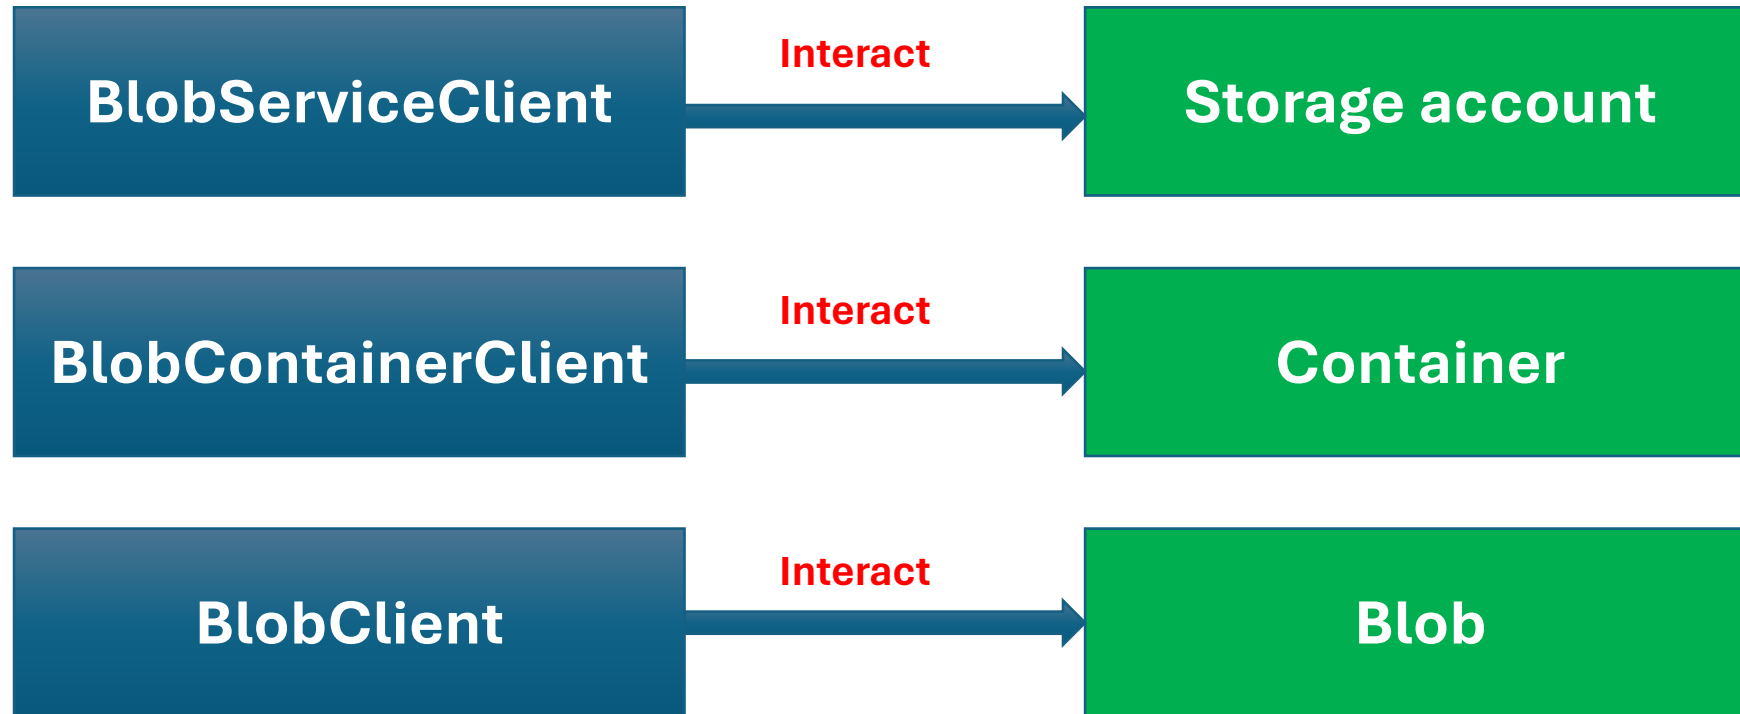 BlobServiceClient
Interact
Storage account
BlobContainerClient
Interact
Container
BlobClient
Interact
Blob